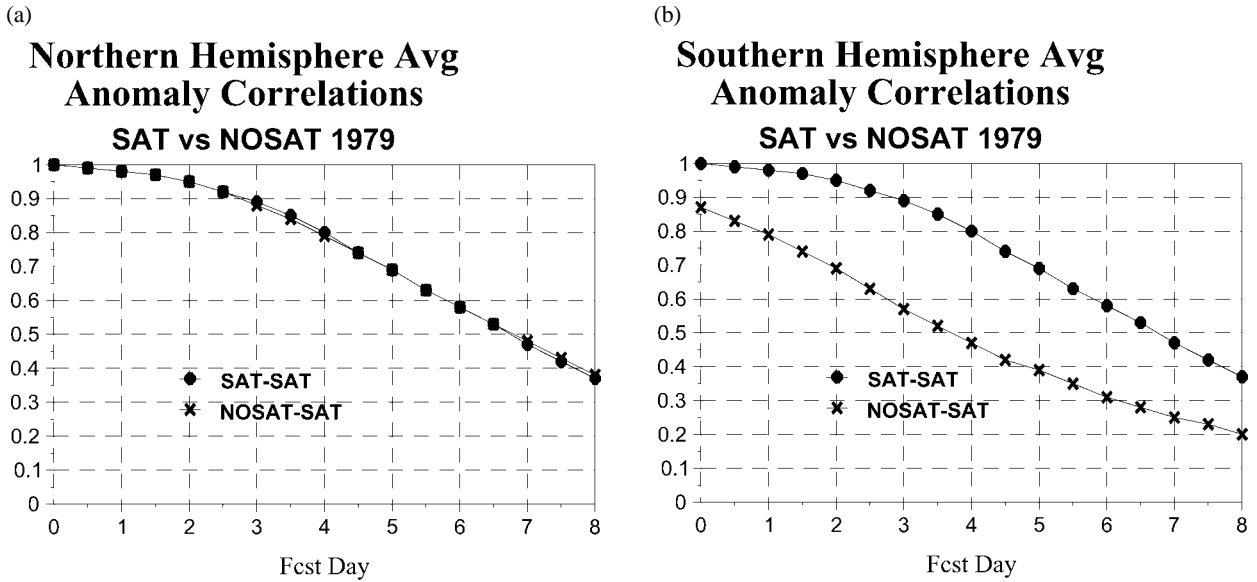 (a)
Northern Hemisphere Avg
Anomaly Correlations
SAT vs NOSAT 1979
1
0.9
0.8
0.7
0.6
0.5
0.4
0.3
0.2
0.1
0
SAT-SAT
NOSAT-SAT
0 1 2 3 4 5 6 7 8
Fcst Day
(b)
Southern Hemisphere Avg
Anomaly Correlations
SAT vs NOSAT 1979
1
0.9
0.8
0.7
0.6
0.5
0.4
0.3
0.2
0.1
0
SAT-SAT
NOSAT-SAT
0 1 2 3 4 5 6 7 8
Fcst Day